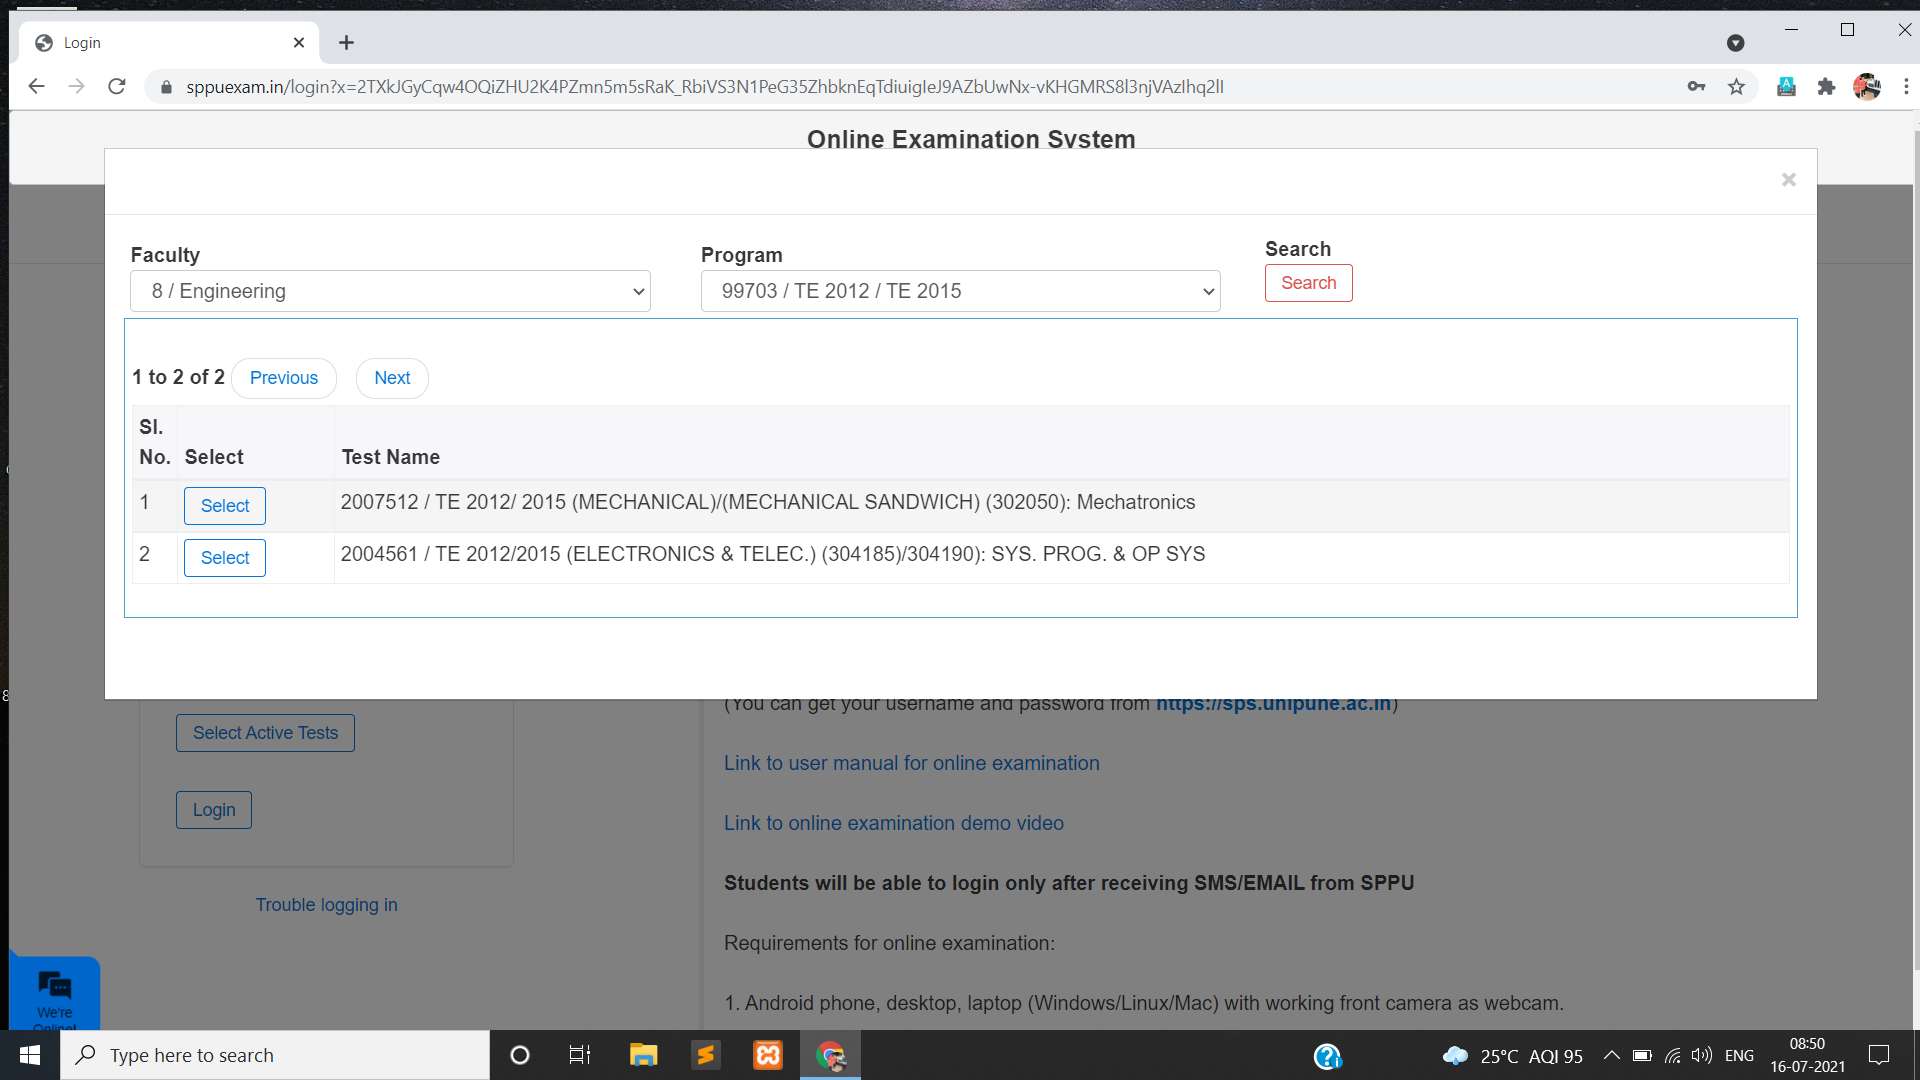 Login
sppuexam.in/login?x=2TXkJGyCqw4OQiZHU2K4PZmn5m5sRaK_RbiVS3N1PeG35ZhbknEqTdiuigIeJ9AZbUwNx-vKHGMRS8l3njVAzlhq2lI
Online Examination System
Faculty
8 / Engineering
Program
99703 / TE 2012 / TE 2015
Search
Search
1 to 2 of 2 Previous Next
Sl. No. Select Test Name
1 Select 2007512 / TE 2012/ 2015 (MECHANICAL)/(MECHANICAL SANDWICH) (302050): Mechatronics
2 Select 2004561 / TE 2012/2015 (ELECTRONICS & TELEC.) (304185)/304190): SYS. PROG. & OP SYS
(You can get your username and password from https://sps.unipune.ac.in)
Select Active Tests
Link to user manual for online examination
Login
Link to online examination demo video
Students will be able to login only after receiving SMS/EMAIL from SPPU
Trouble logging in
Requirements for online examination:
We're
Online!
1. Android phone, desktop, laptop (Windows/Linux/Mac) with working front camera as webcam.
Type here to search
25°C AQI 95
ENG
08:50
16-07-2021